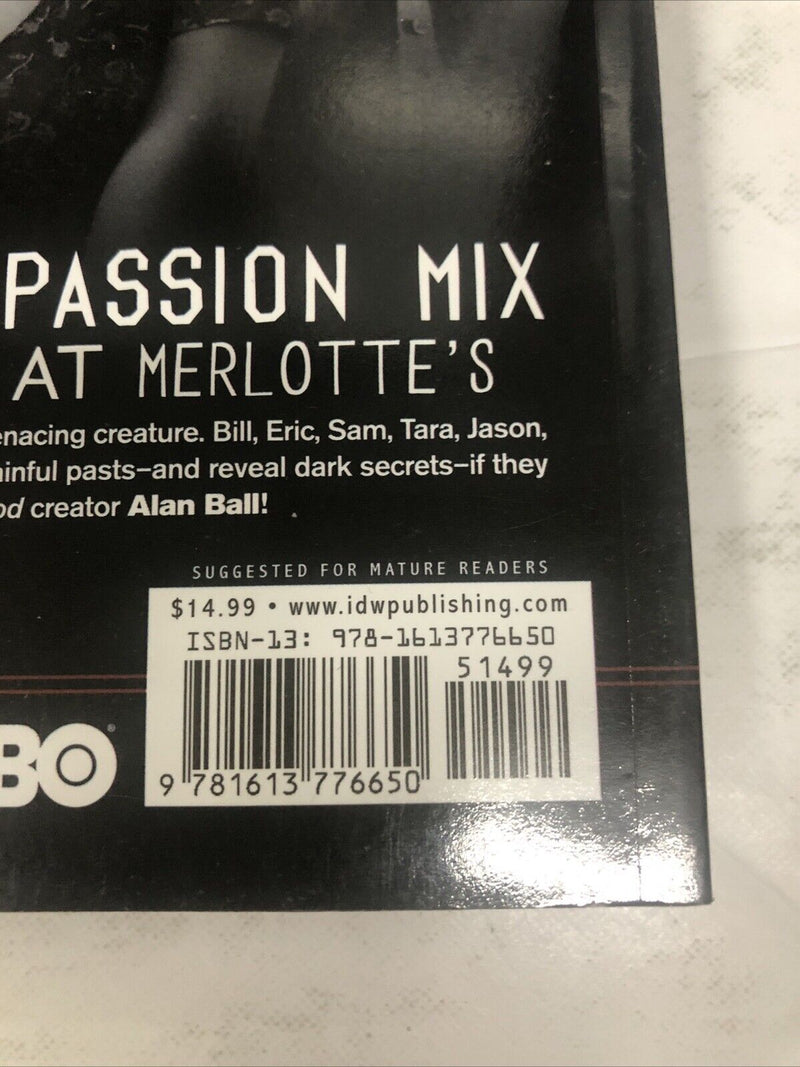 PASSION MIX
AT MERLOTTE'S
enacing creature. Bill, Eric, Sam, Tara, Jason,
ainful pasts–and reveal dark secrets–if they
od creator Alan Ball!
SUGGESTED FOR MATURE READERS
$14.99 • www.idwpublishing.com
ISBN-13: 978-1613776650
51499
9 781613 776650
BO®